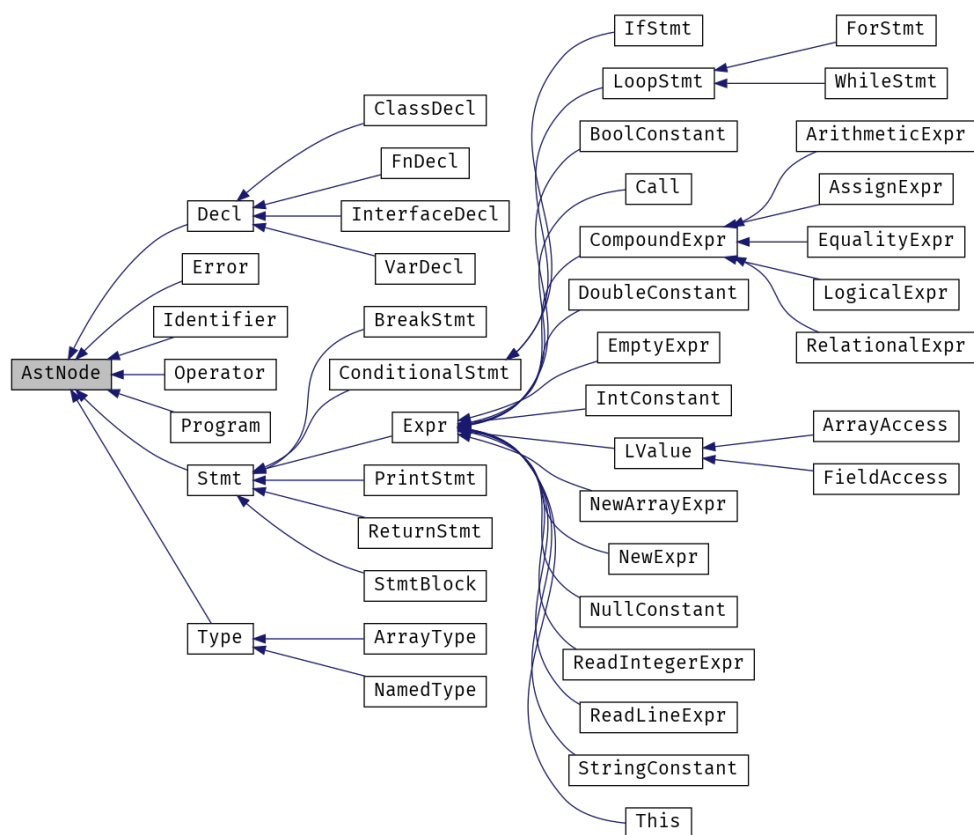 AstNode
Decl
Error
Identifier
Operator
Program
Stmt
Type
ClassDecl
FnDecl
InterfaceDecl
VarDecl
BreakStmt
ConditionalStmt
Expr
PrintStmt
ReturnStmt
StmtBlock
ArrayType
NamedType
IfStmt
LoopStmt
BoolConstant
Call
CompoundExpr
DoubleConstant
EmptyExpr
IntConstant
LValue
NewArrayExpr
NewExpr
NullConstant
ReadIntegerExpr
ReadLineExpr
StringConstant
This
ForStmt
WhileStmt
ArithmeticExpr
AssignExpr
EqualityExpr
LogicalExpr
RelationalExpr
ArrayAccess
FieldAccess